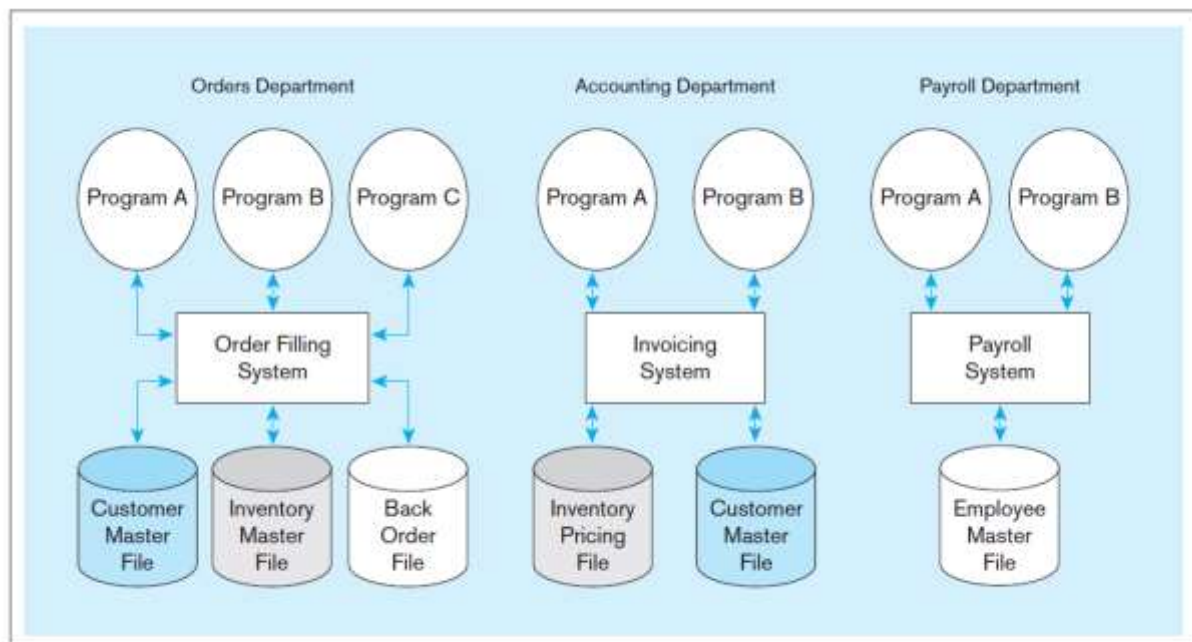 Orders Department
Accounting Department
Payroll Department
Program A
Program B
Program C
Program A
Program B
Program A
Program B
Order Filling
System
Invoicing
System
Payroll
System
Customer
Master
File
Inventory
Master
File
Back
Order
File
Inventory
Pricing
File
Customer
Master
File
Employee
Master
File